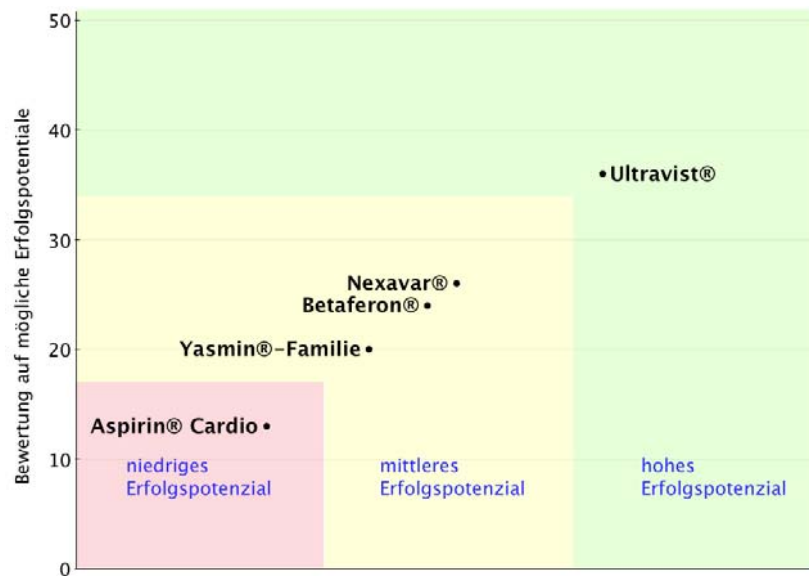 Bewertung auf mögliche Erfolgspotentiale
50
40
Ultravist®
30
Nexavar®
Betaferon®
20
Yasmin®-Familie
Aspirin® Cardio
10
niedriges
Erfolgspotenzial
mittleres
Erfolgspotenzial
hohes
Erfolgspotenzial
0